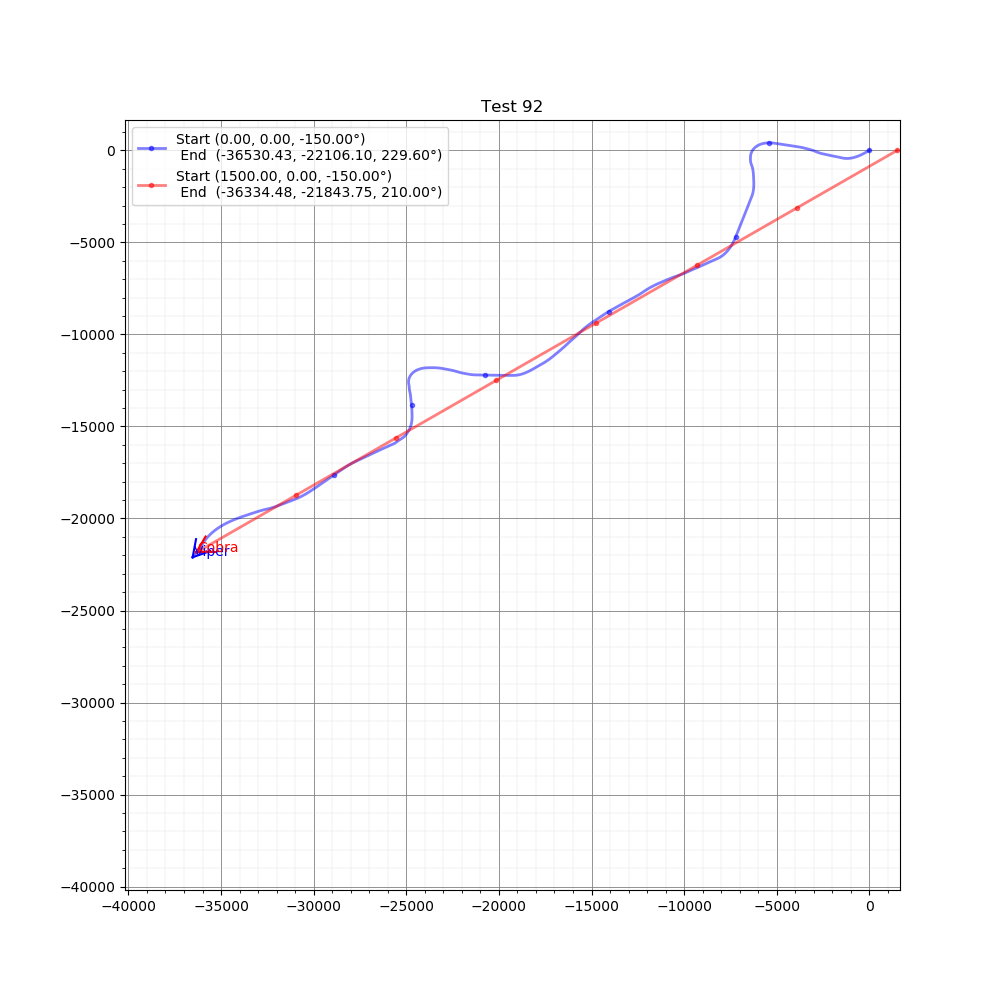 Test 92
Start (0.00, 0.00, -150.00°)
End (-36530.43, -22106.10, 229.60°)
Start (1500.00, 0.00, -150.00°)
End (-36334.48, -21843.75, 210.00°)
0
−5000
−10000
−15000
−20000
−25000
−30000
−35000
−40000
−40000 −35000 −30000 −25000 −20000 −15000 −10000 −5000 0